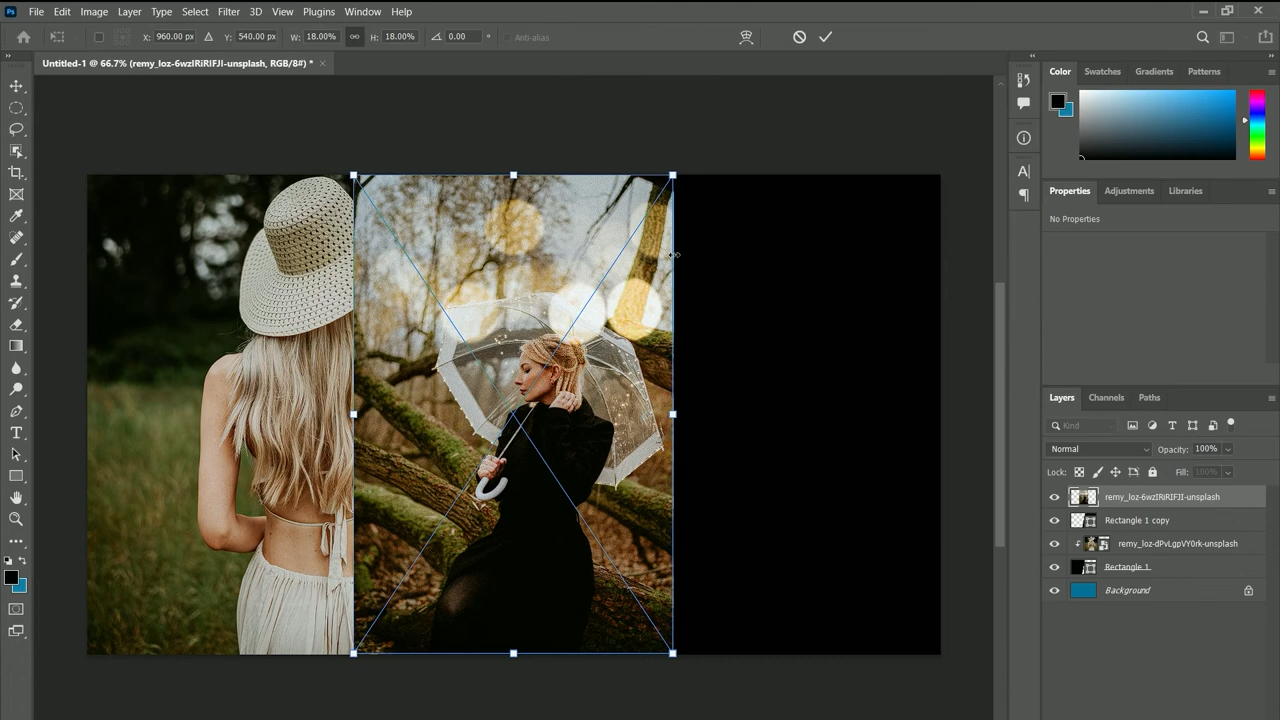 Ps File Edit Image Layer Type Select Filter 3D View Plugins Window Help
X: 960.00 px Y: 540.00 px W: 18.00% H: 18.00% 0.00 ° Anti-alias
Untitled-1 @ 66.7% (remy_loz-6wzIRiRIFJI-unsplash, RGB/8#) *
Color Swatches Gradients Patterns
Properties Adjustments Libraries
No Properties
Layers Channels Paths
Kind
Normal Opacity: 100%
Lock: Fill: 100%
remy_loz-6wzIRiRIFJI-unsplash
Rectangle 1 copy
remy_loz-dPvLgpVY0rk-unsplash
Rectangle 1
Background